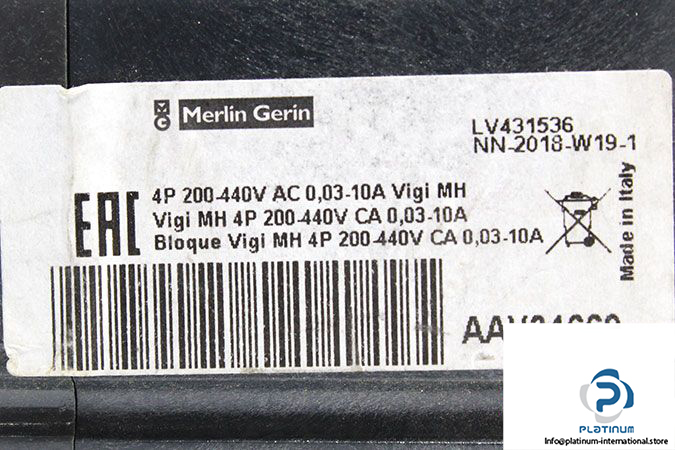 MG Merlin Gerin
LV431536
NN-2018-W19-1
EAC
4P 200-440V AC 0,03-10A Vigi MH
Vigi MH 4P 200-440V CA 0,03-10A
Bloque Vigi MH 4P 200-440V CA 0,03-10A
Made in Italy
PLATINUM
Info@platinum-international.store